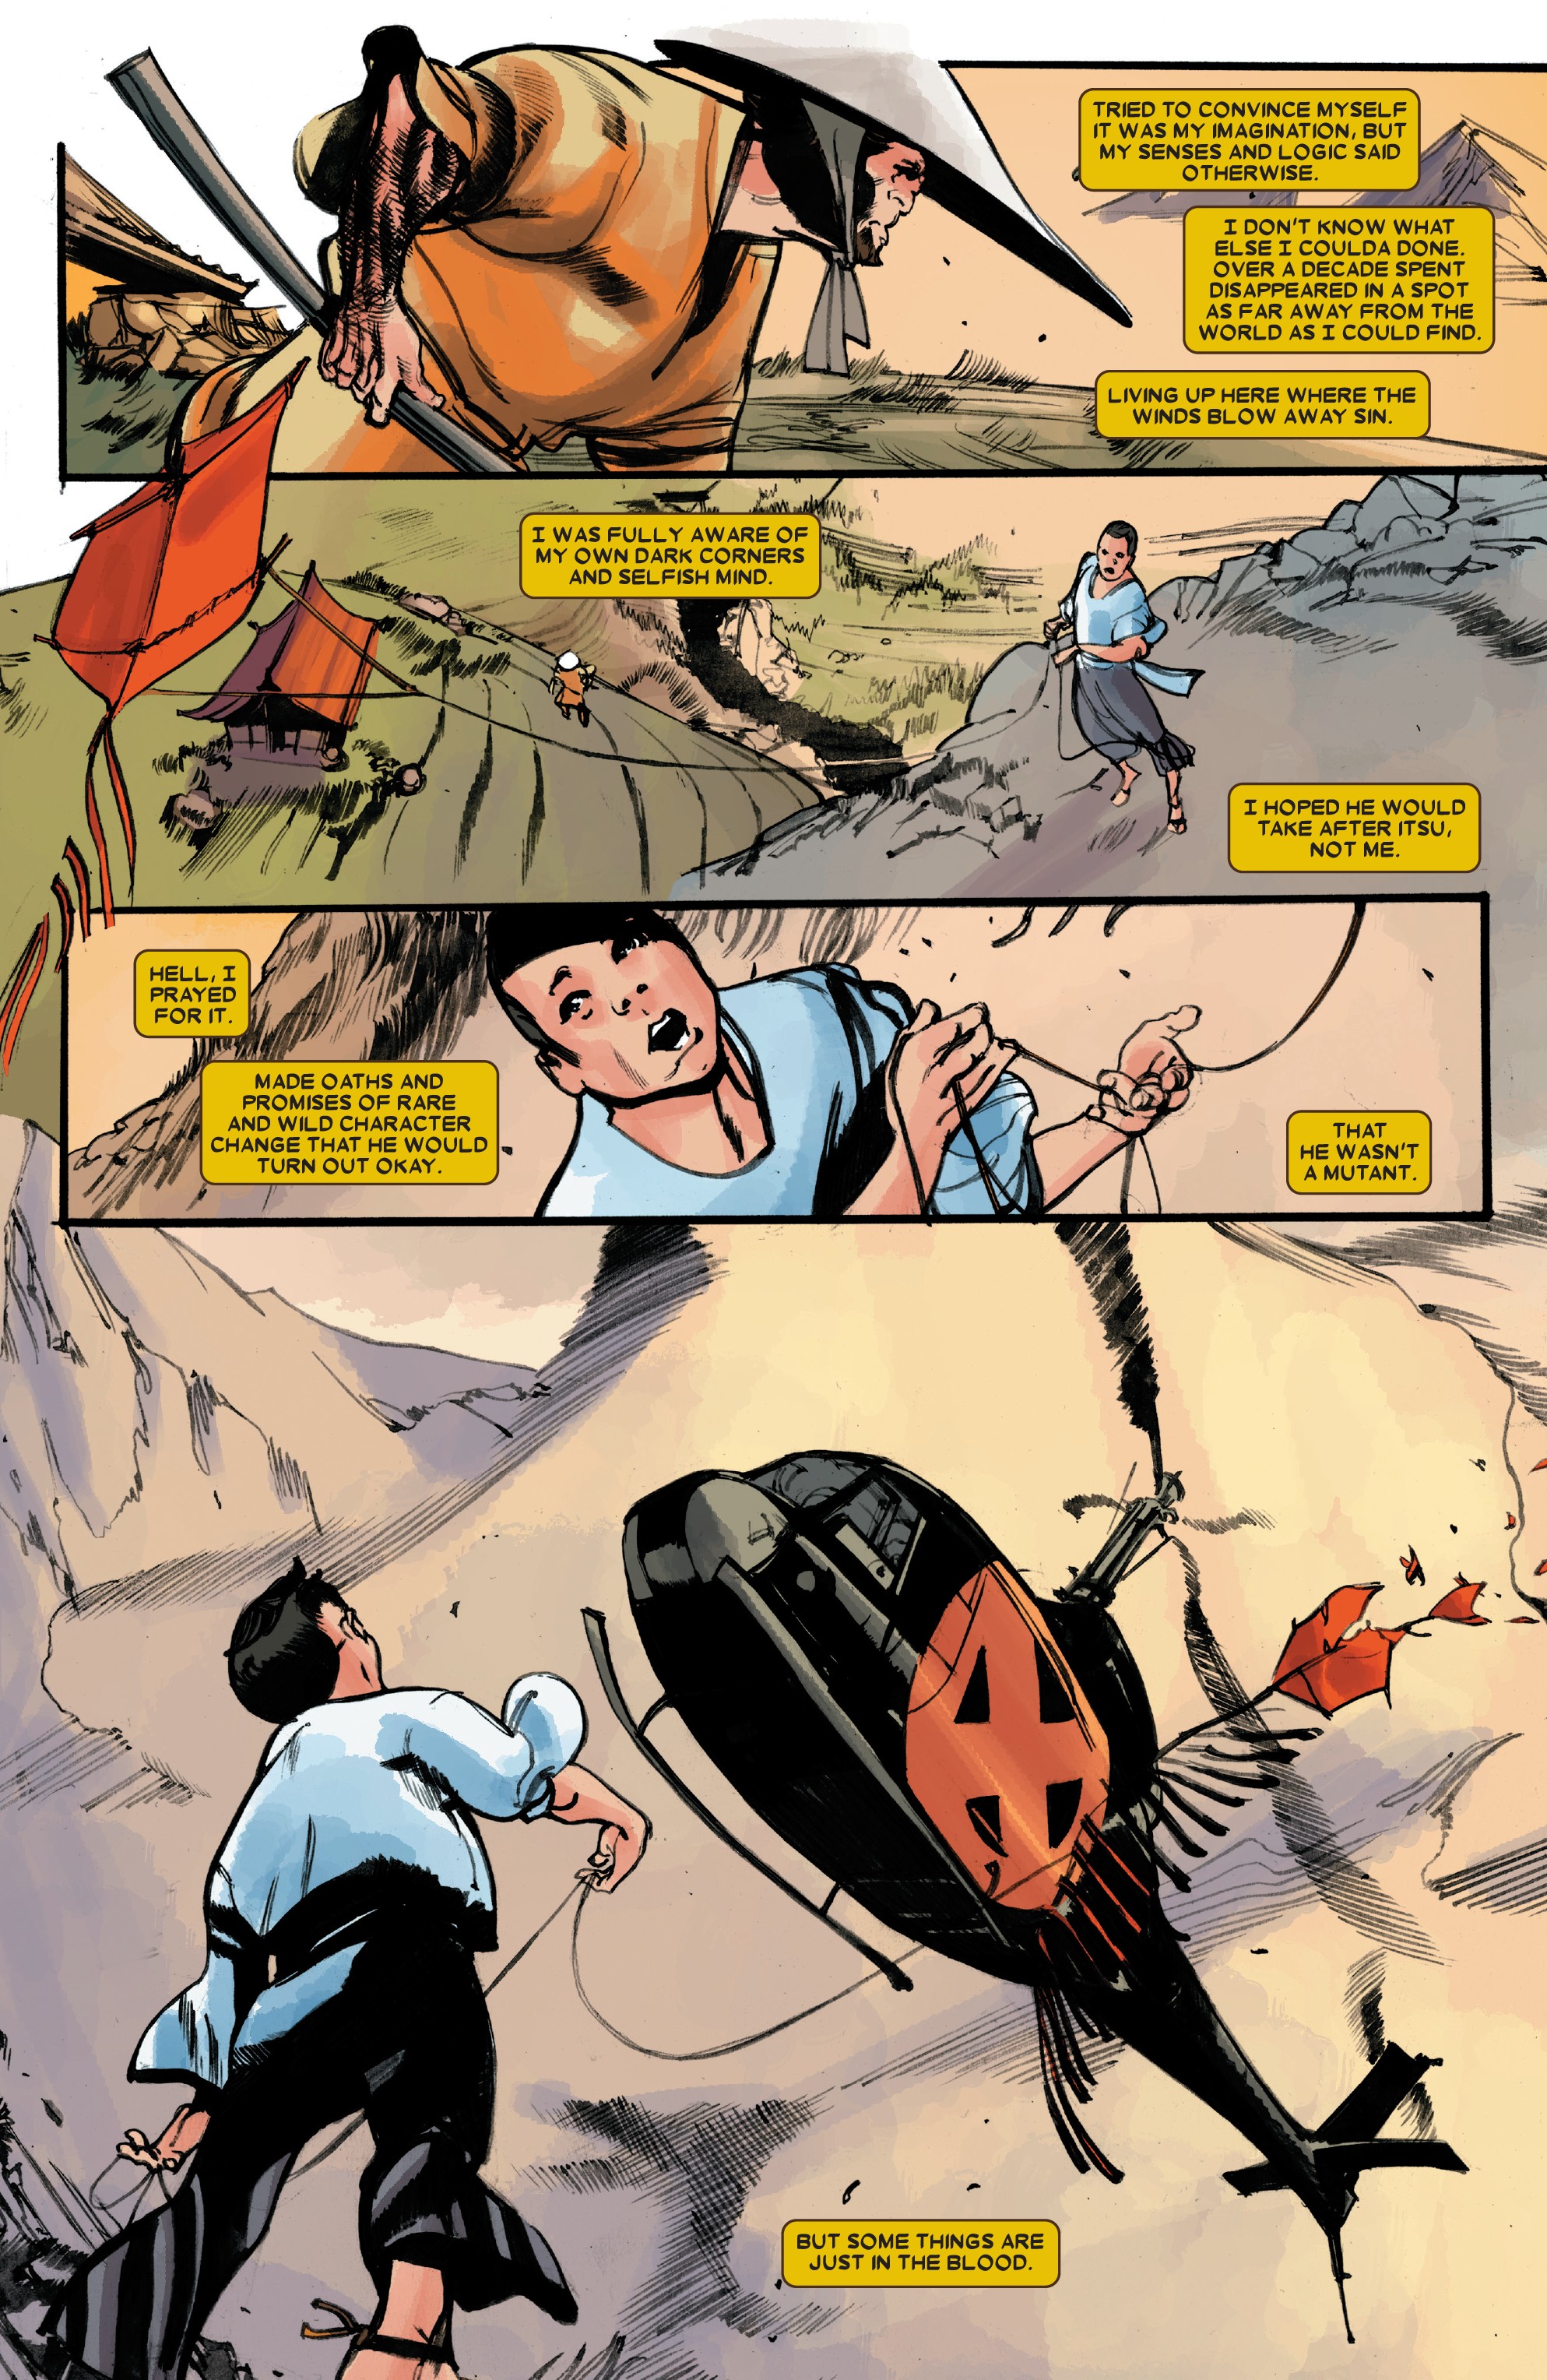 TRIED TO CONVINCE MYSELF
IT WAS MY IMAGINATION, BUT
MY SENSES AND LOGIC SAID
OTHERWISE.
I DON'T KNOW WHAT
ELSE I COULDA DONE.
OVER A DECADE SPENT
DISAPPEARED IN A SPOT
AS FAR AWAY FROM THE
WORLD AS I COULD FIND.
LIVING UP HERE WHERE THE
WINDS BLOW AWAY SIN.
I WAS FULLY AWARE OF
MY OWN DARK CORNERS
AND SELFISH MIND.
I HOPED HE WOULD
TAKE AFTER ITSU,
NOT ME.
HELL, I
PRAYED
FOR IT.
MADE OATHS AND
PROMISES OF RARE
AND WILD CHARACTER
CHANGE THAT HE WOULD
TURN OUT OKAY.
THAT
HE WASN'T
A MUTANT.
BUT SOME THINGS ARE
JUST IN THE BLOOD.